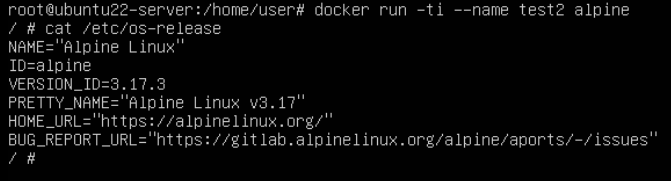 root@ubuntu22-server:/home/user# docker run -ti --name test2 alpine
/ # cat /etc/os-release
NAME="Alpine Linux"
ID=alpine
VERSION_ID=3.17.3
PRETTY_NAME="Alpine Linux v3.17"
HOME_URL="https://alpinelinux.org/"
BUG_REPORT_URL="https://gitlab.alpinelinux.org/alpine/aports/-/issues"
/ #